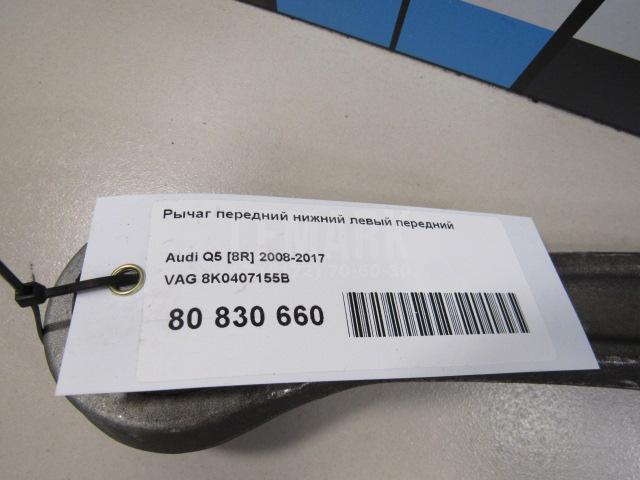 Рычаг передний нижний левый передний
Audi Q5 [8R] 2008-2017
VAG 8K0407155B
80 830 660